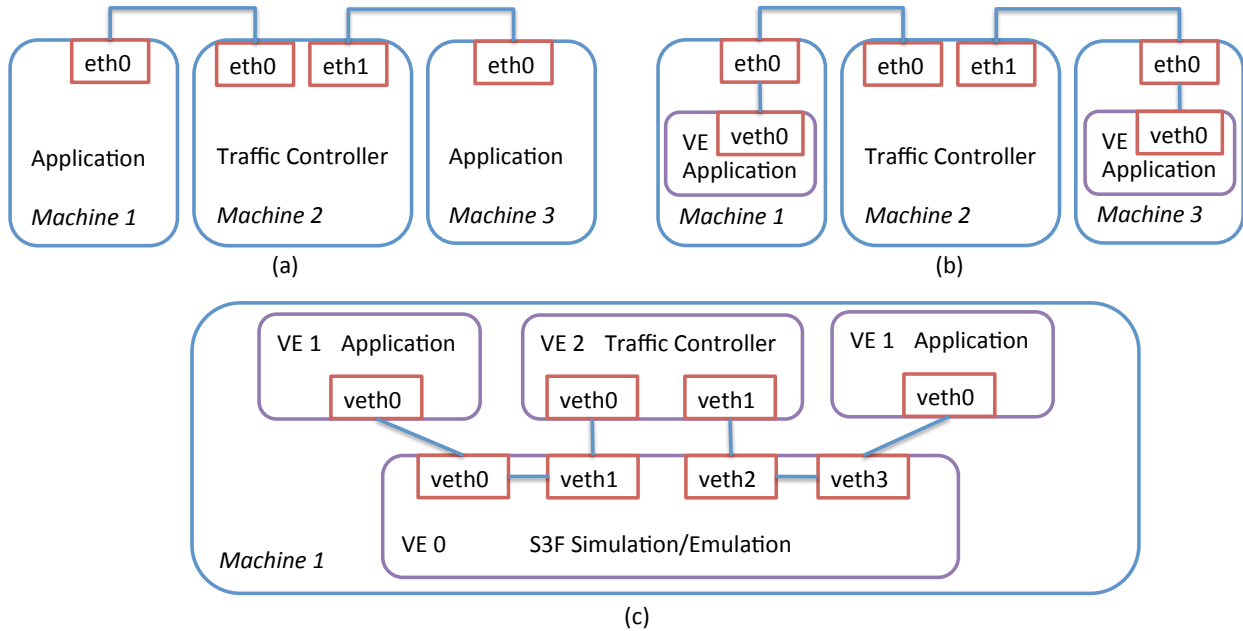 eth0
eth0
eth1
eth0
Application
Traffic Controller
Application
Machine 1
Machine 2
Machine 3
(a)
eth0
eth0
eth1
eth0
VE
veth0
Application
Traffic Controller
VE
veth0
Application
Machine 1
Machine 2
Machine 3
(b)
VE 1 Application
VE 2 Traffic Controller
VE 1 Application
veth0
veth0
veth1
veth0
veth0
veth1
veth2
veth3
VE 0 S3F Simulation/Emulation
Machine 1
(c)